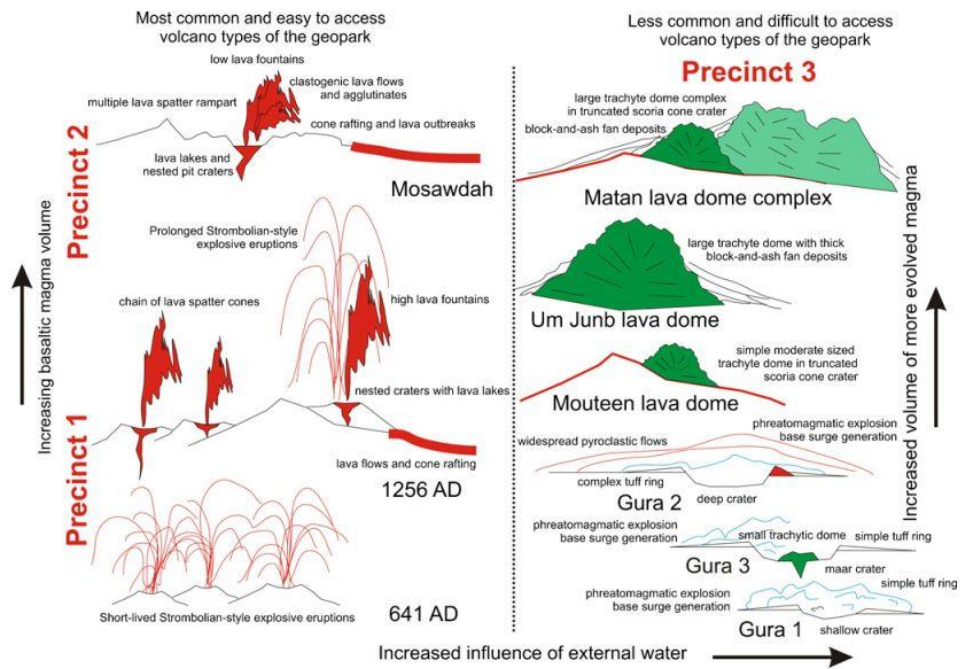 Most common and easy to access
volcano types of the geopark
low lava fountains
clastogenic lava flows
and agglutinates
multiple lava spatter rampart
cone rafting and lava outbreaks
lava lakes and
nested pit craters
Mosawdah
Precinct 2
Prolonged Strombolian-style
explosive eruptions
chain of lava spatter cones
high lava fountains
nested craters with lava lakes
lava flows and cone rafting
1256 AD
Precinct 1
Increasing basaltic magma volume
Short-lived Strombolian-style explosive eruptions
641 AD
Less common and difficult to access
volcano types of the geopark
Precinct 3
large trachyte dome complex
in truncated scoria cone crater
block-and-ash fan deposits
Matan lava dome complex
large trachyte dome with thick
block-and-ash fan deposits
Um Junb lava dome
simple moderate sized
trachyte dome in truncated
scoria cone crater
Mouteen lava dome
phreatomagmatic explosion
base surge generation
widespread pyroclastic flows
complex tuff ring
deep crater
Gura 2
phreatomagmatic explosion
base surge generation
small trachytic dome
simple tuff ring
Gura 3
maar crater
simple tuff ring
phreatomagmatic explosion
base surge generation
Gura 1
shallow crater
Increased volume of more evolved magma
Increased influence of external water